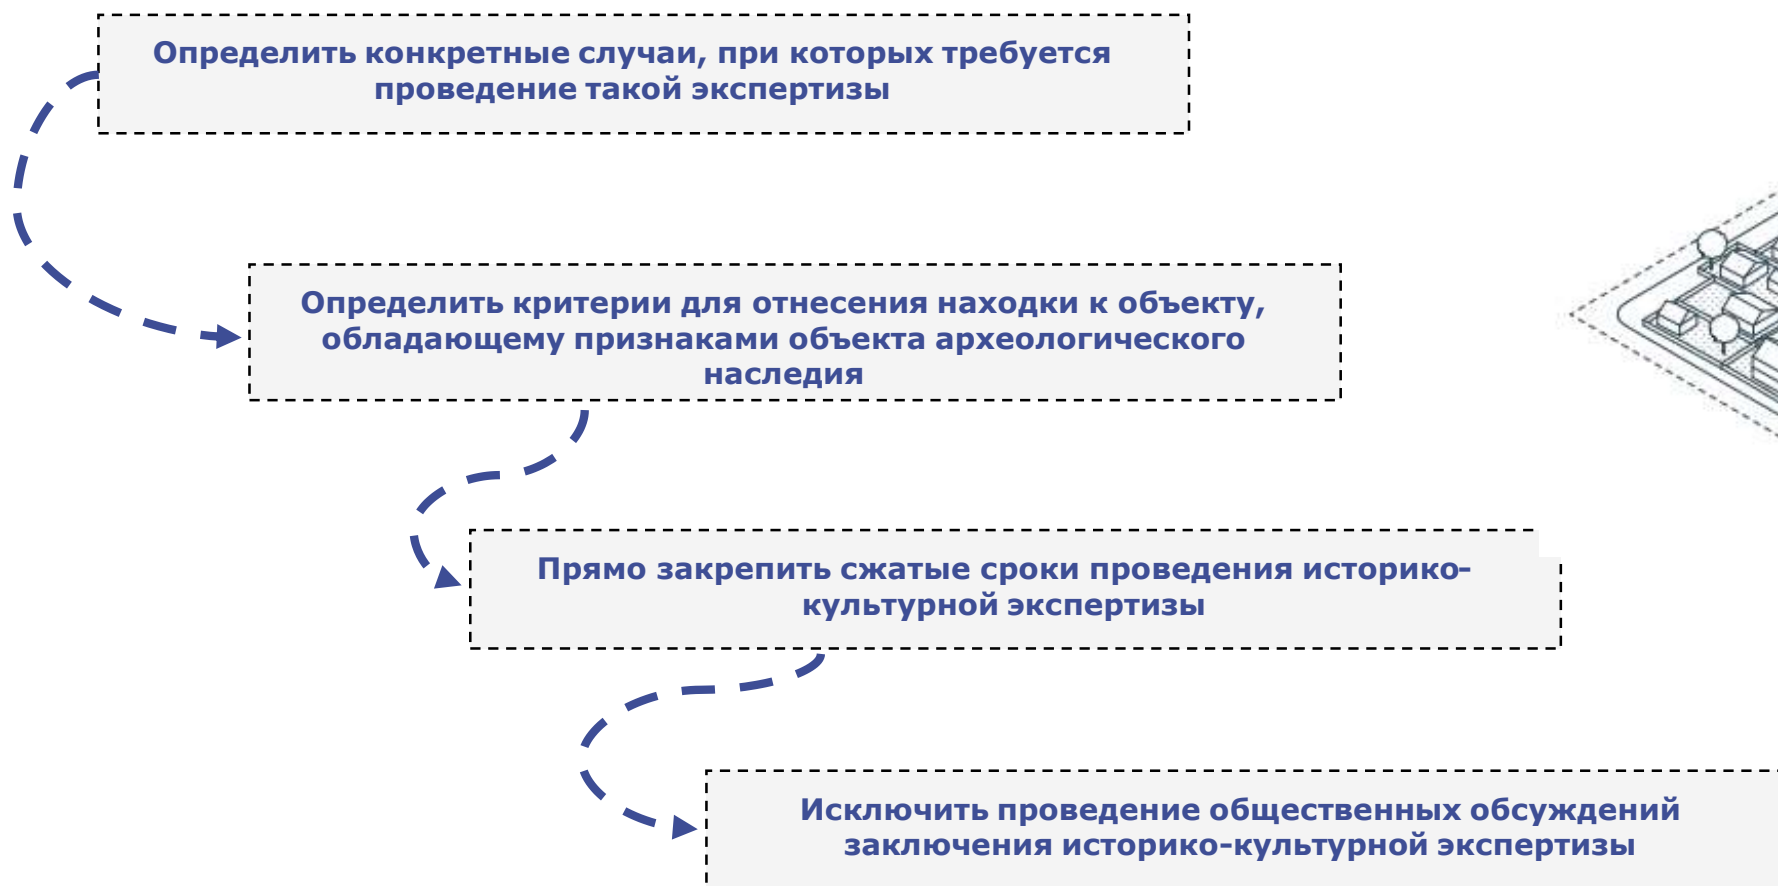 Определить конкретные случаи, при которых требуется
проведение такой экспертизы
Определить критерии для отнесения находки к объекту,
обладающему признаками объекта археологического
наследия
Прямо закрепить сжатые сроки проведения историко-
культурной экспертизы
Исключить проведение общественных обсуждений
заключения историко-культурной экспертизы